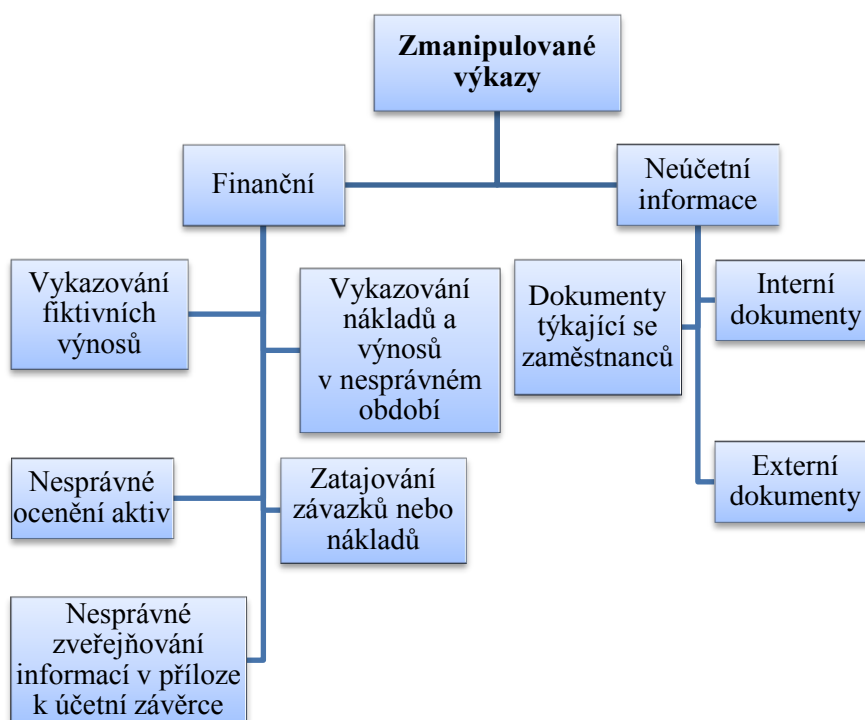 Zmanipulované
výkazy
Finanční
Neúčetní
informace
Vykazování
fiktivních
výnosů
Vykazování
nákladů a
výnosů
v nesprávném
období
Dokumenty
týkající se
zaměstnanců
Interní
dokumenty
Nesprávné
ocenění aktiv
Zatajování
závazků nebo
nákladů
Externí
dokumenty
Nesprávné
zveřejňování
informací v příloze
k účetní závěrce